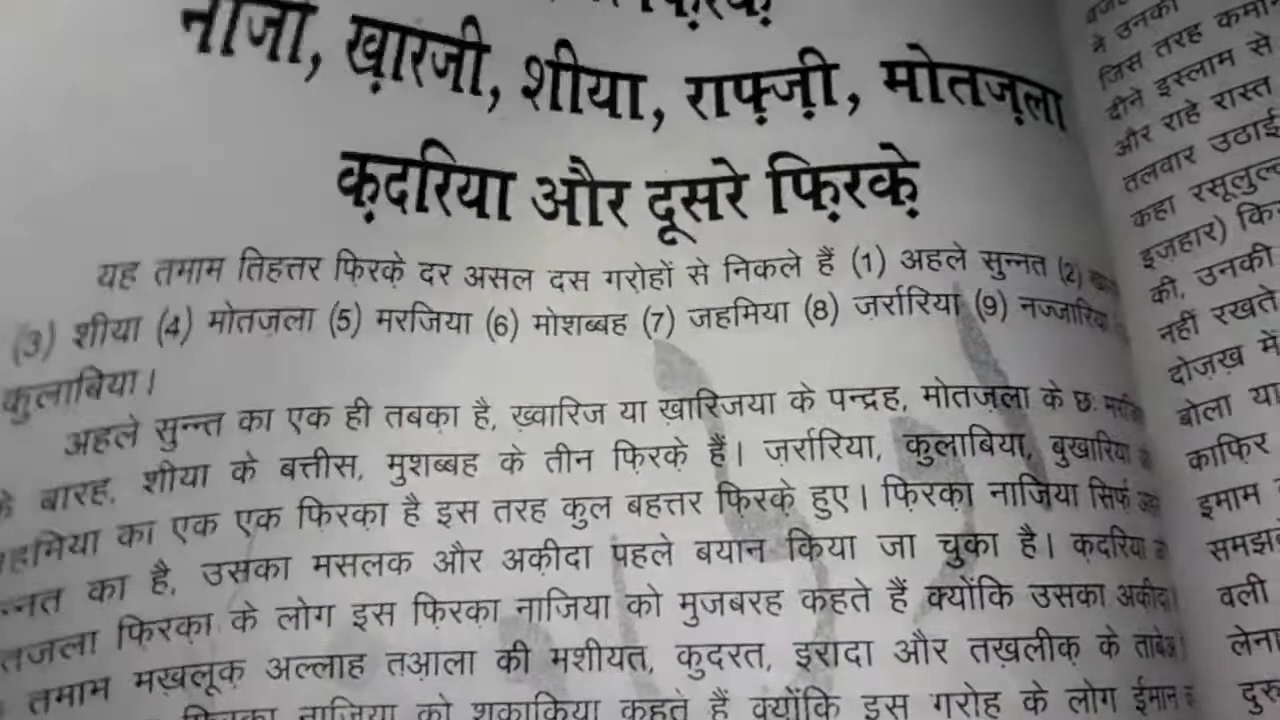 फ़िरक़े
नाजी, ख़ारजी, शीया, राफ़्ज़ी, मोतज़्ला
क़दरिया और दूसरे फ़िरक़े
यह तमाम तिहत्तर फ़िरक़े दर असल दस गरोहों से निकले हैं (1) अहले सुन्नत (2)
(3) शीया (4) मोतज़ला (5) मरजिया (6) मोशब्बह (7) जहमिया (8) ज़र्रारिया (9) नज्जारिया
कुलाबिया।
अहले सुन्न्त का एक ही तबका है, ख़्वारिज या ख़ारिजया के पन्द्रह, मोतज़ला के छः
के बारह, शीया के बत्तीस, मुशब्बह के तीन फ़िरक़े हैं। ज़र्रारिया, कुलाबिया, बुखारिया
जहमिया का एक एक फ़िरक़ा है इस तरह कुल बहत्तर फ़िरक़े हुए। फ़िरक़ा नाजिया सिर्फ़
का है, उसका मसलक और अक़ीदा पहले बयान किया जा चुका है। क़दरिया
फ़िरक़ा के लोग इस फ़िरक़ा नाजिया को मुजबरह कहते हैं क्योंकि उसका अक़ीदा
तमाम मख़लूक़ अल्लाह तआ़ला की मशीयत, कुदरत, इरादा और तख़लीक़ के ताबेअ
नाजिया को शकाकिया कहते हैं क्योंकि इस गरोह के लोग ईमान
ने उनकी
जिस तरह कमान
दीने इस्लाम से
और राहे रास्त
तलवार उठाई
कहा
इज़हार)
की, उनकी
नहीं रखते
दोज़ख़ में
बोला या
काफ़िर
इमाम
वली
लेना